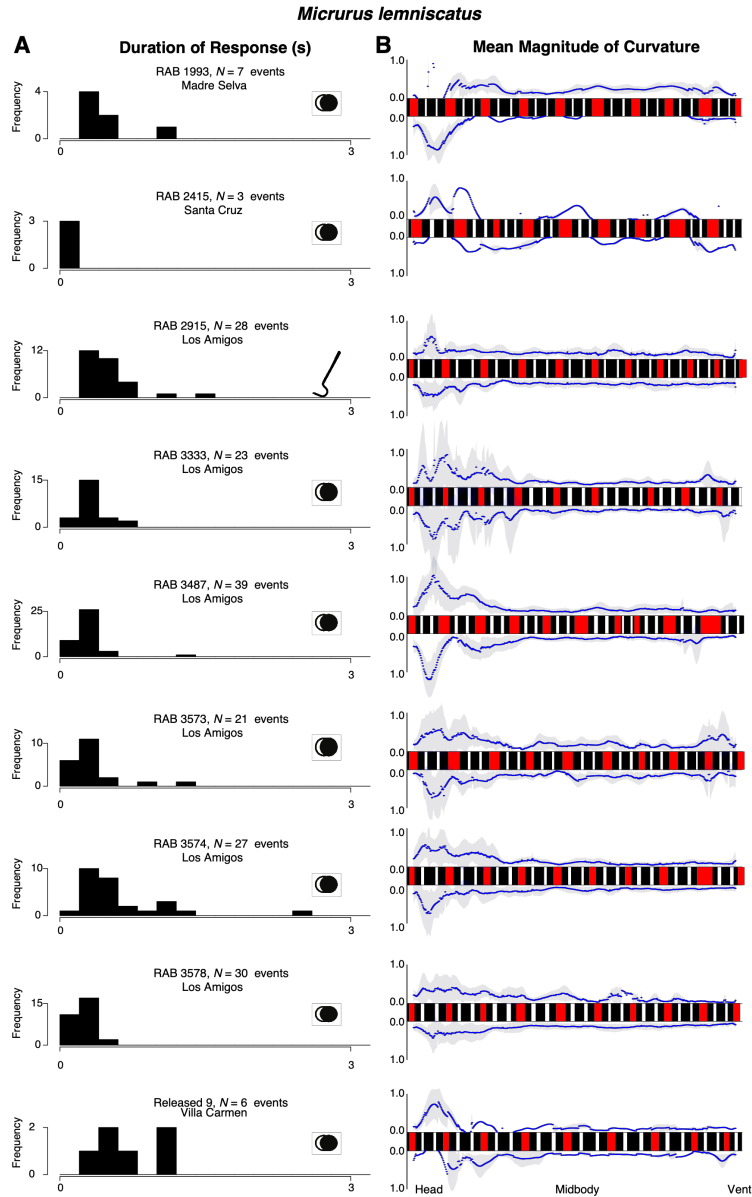 Micrurus lemniscatus
A
Duration of Response (s)
B
Mean Magnitude of Curvature
RAB 1993, N = 7 events
Madre Selva
Frequency
4
0
0
3
1.0
0.0
0.0
1.0
RAB 2415, N = 3 events
Santa Cruz
Frequency
3
0
0
3
1.0
0.0
0.0
1.0
RAB 2915, N = 28 events
Los Amigos
Frequency
12
0
0
3
1.0
0.0
0.0
1.0
RAB 3333, N = 23 events
Los Amigos
Frequency
15
0
0
3
1.0
0.0
0.0
1.0
RAB 3487, N = 39 events
Los Amigos
Frequency
25
0
0
3
1.0
0.0
0.0
1.0
RAB 3573, N = 21 events
Los Amigos
Frequency
10
0
0
3
1.0
0.0
0.0
1.0
RAB 3574, N = 27 events
Los Amigos
Frequency
10
0
0
3
1.0
0.0
0.0
1.0
RAB 3578, N = 30 events
Los Amigos
Frequency
15
0
0
3
1.0
0.0
0.0
1.0
Released 9, N = 6 events
Villa Carmen
Frequency
2
0
0
3
1.0
0.0
0.0
1.0
Head
Midbody
Vent